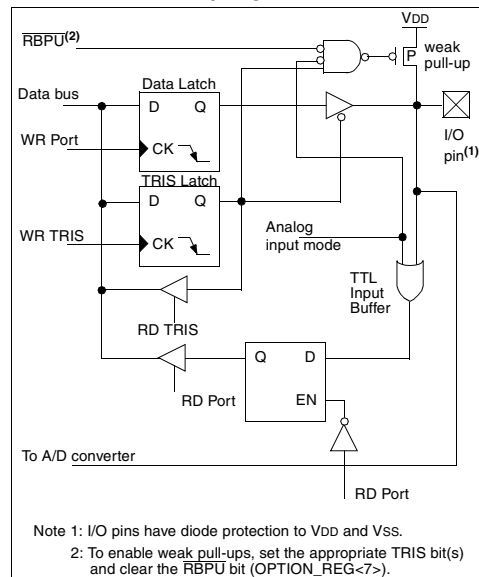 VDD
RBPU(2)
P
weak
pull-up
Data Latch
Data bus
D Q
I/O
pin(1)
WR Port
CK
TRIS Latch
D Q
Analog
input mode
WR TRIS
CK
TTL
Input
Buffer
RD TRIS
Q D
RD Port
EN
To A/D converter
RD Port
Note 1: I/O pins have diode protection to VDD and VSS.
2: To enable weak pull-ups, set the appropriate TRIS bit(s)
and clear the RBPU bit (OPTION_REG<7>).